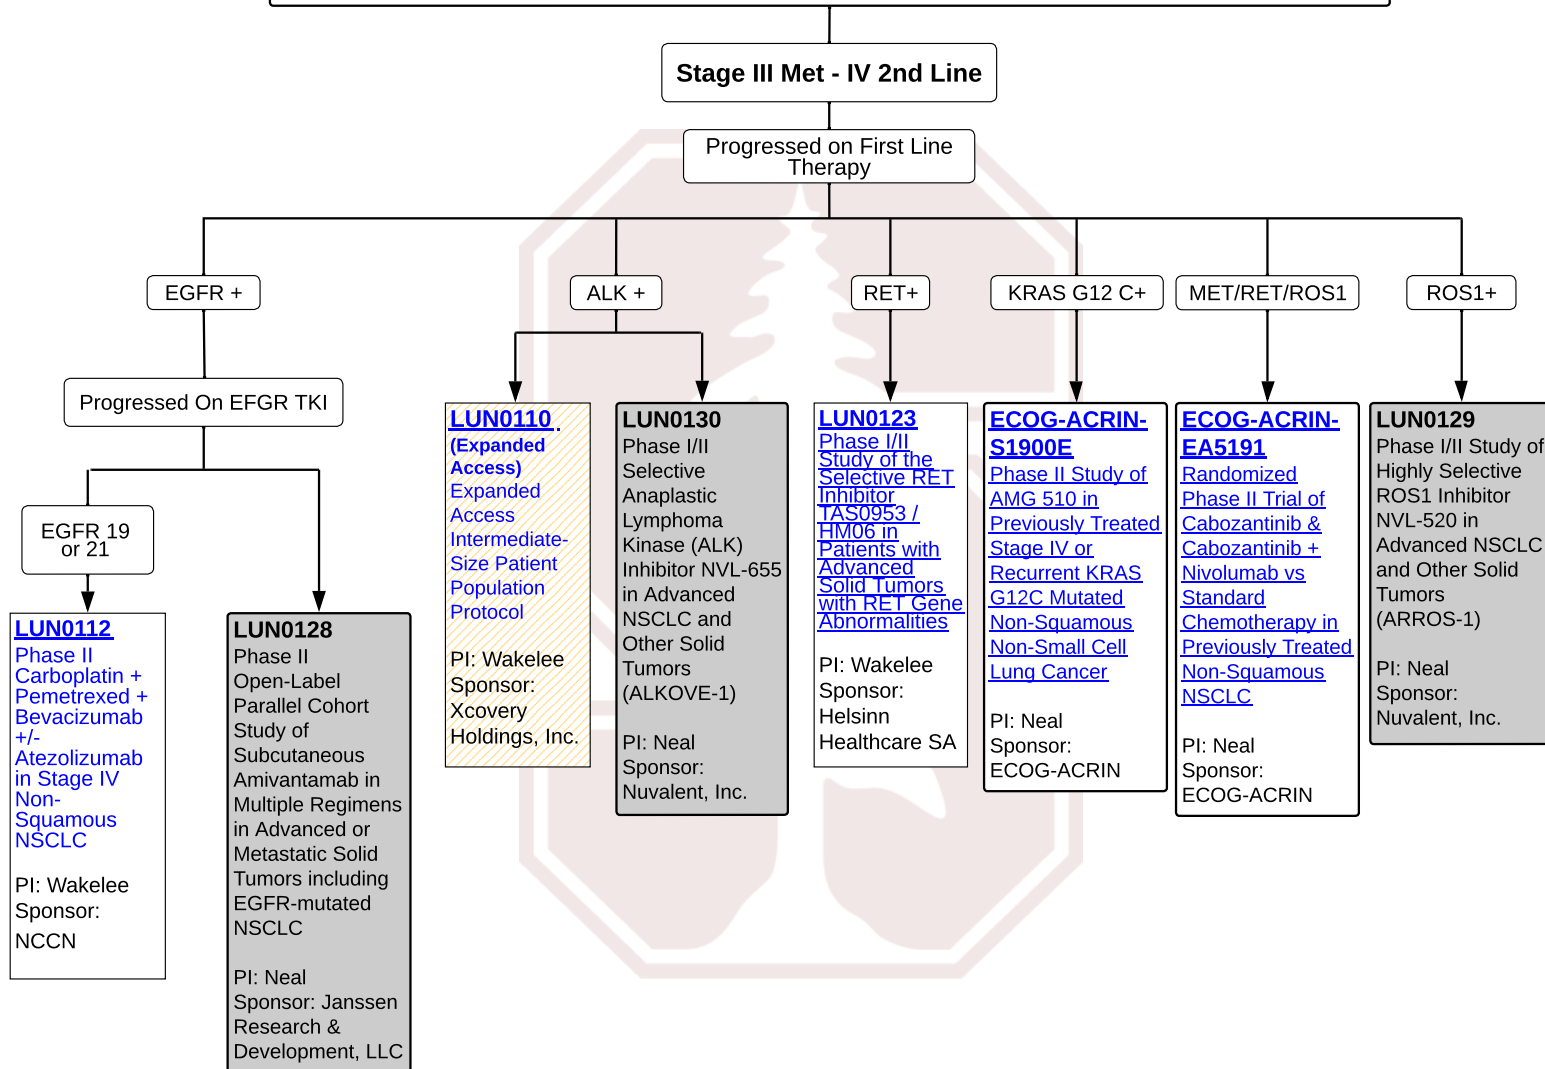 Stage III Met - IV 2nd Line
Progressed on First Line
Therapy
EGFR +
ALK +
RET+
KRAS G12 C+
MET/RET/ROS1
ROS1+
Progressed On EFGR TKI
EGFR 19
or 21
LUN0112
Phase II
Carboplatin +
Pemetrexed +
Bevacizumab
+/-
Atezolizumab
in Stage IV
Non-
Squamous
NSCLC
PI: Wakelee
Sponsor:
NCCN
LUN0128
Phase II
Open-Label
Parallel Cohort
Study of
Subcutaneous
Amivantamab in
Multiple Regimens
in Advanced or
Metastatic Solid
Tumors including
EGFR-mutated
NSCLC
PI: Neal
Sponsor: Janssen
Research &
Development, LLC
LUN0110
(Expanded
Access)
Expanded
Access
Intermediate-
Size Patient
Population
Protocol
PI: Wakelee
Sponsor:
Xcovery
Holdings, Inc.
LUN0130
Phase I/II
Selective
Anaplastic
Lymphoma
Kinase (ALK)
Inhibitor NVL-655
in Advanced
NSCLC and
Other Solid
Tumors
(ALKOVE-1)
PI: Neal
Sponsor:
Nuvalent, Inc.
LUN0123
Phase I/II
Study of the
Selective RET
Inhibitor
TAS0953 /
HM06 in
Patients with
Advanced
Solid Tumors
with RET Gene
Abnormalities
PI: Wakelee
Sponsor:
Helsinn
Healthcare SA
ECOG-ACRIN-
S1900E
Phase II Study of
AMG 510 in
Previously Treated
Stage IV or
Recurrent KRAS
G12C Mutated
Non-Squamous
Non-Small Cell
Lung Cancer
PI: Neal
Sponsor:
ECOG-ACRIN
ECOG-ACRIN-
EA5191
Randomized
Phase II Trial of
Cabozantinib &
Cabozantinib +
Nivolumab vs
Standard
Chemotherapy in
Previously Treated
Non-Squamous
NSCLC
PI: Neal
Sponsor:
ECOG-ACRIN
LUN0129
Phase I/II Study of
Highly Selective
ROS1 Inhibitor
NVL-520 in
Advanced NSCLC
and Other Solid
Tumors
(ARROS-1)
PI: Neal
Sponsor:
Nuvalent, Inc.